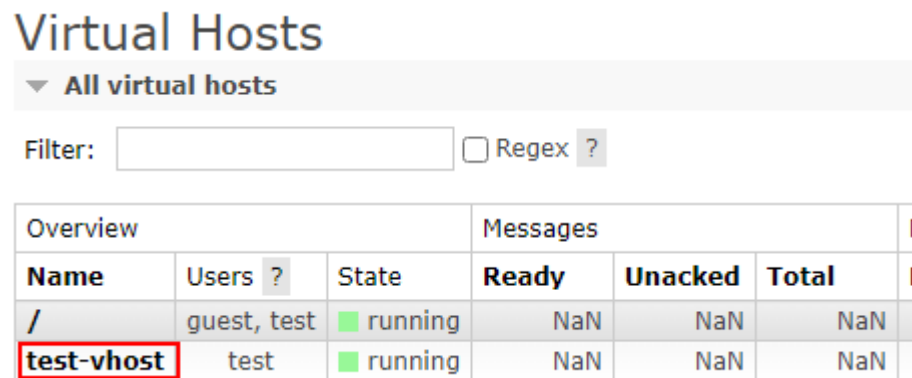 Virtual Hosts
All virtual hosts
Filter: Regex ?
Overview Messages
Name Users ? State Ready Unacked Total
/ guest, test running NaN NaN NaN
test-vhost test running NaN NaN NaN